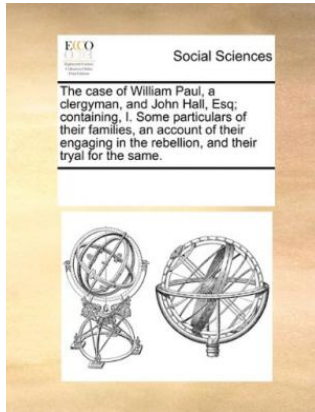 ECCO
Social Sciences
The case of William Paul, a
clergyman, and John Hall, Esq;
containing, I. Some particulars of
their families, an account of their
engaging in the rebellion, and their
tryal for the same.